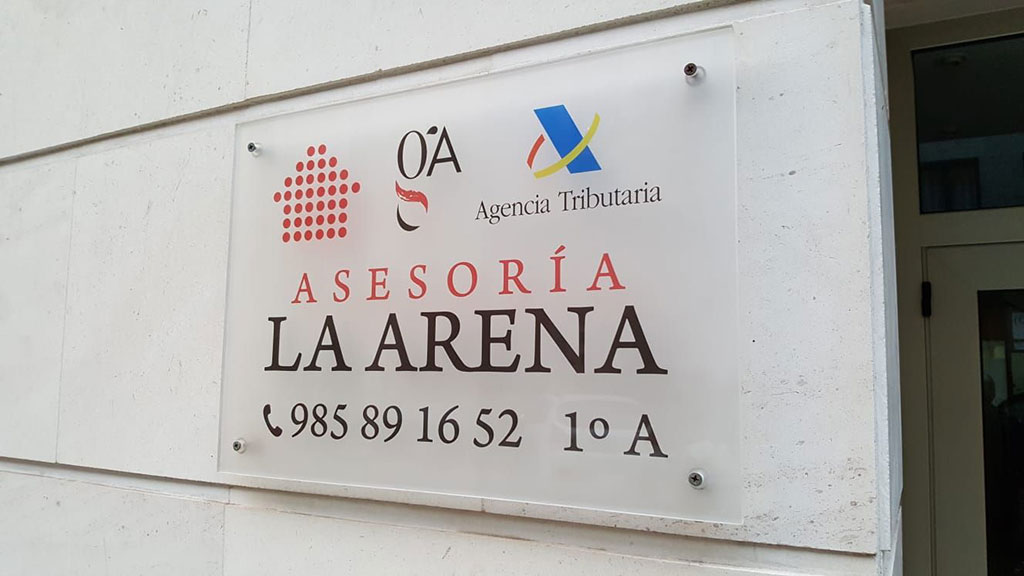 gA
Agencia Tributaria
ASESORÍA
LA ARENA
985 89 16 52 1º A